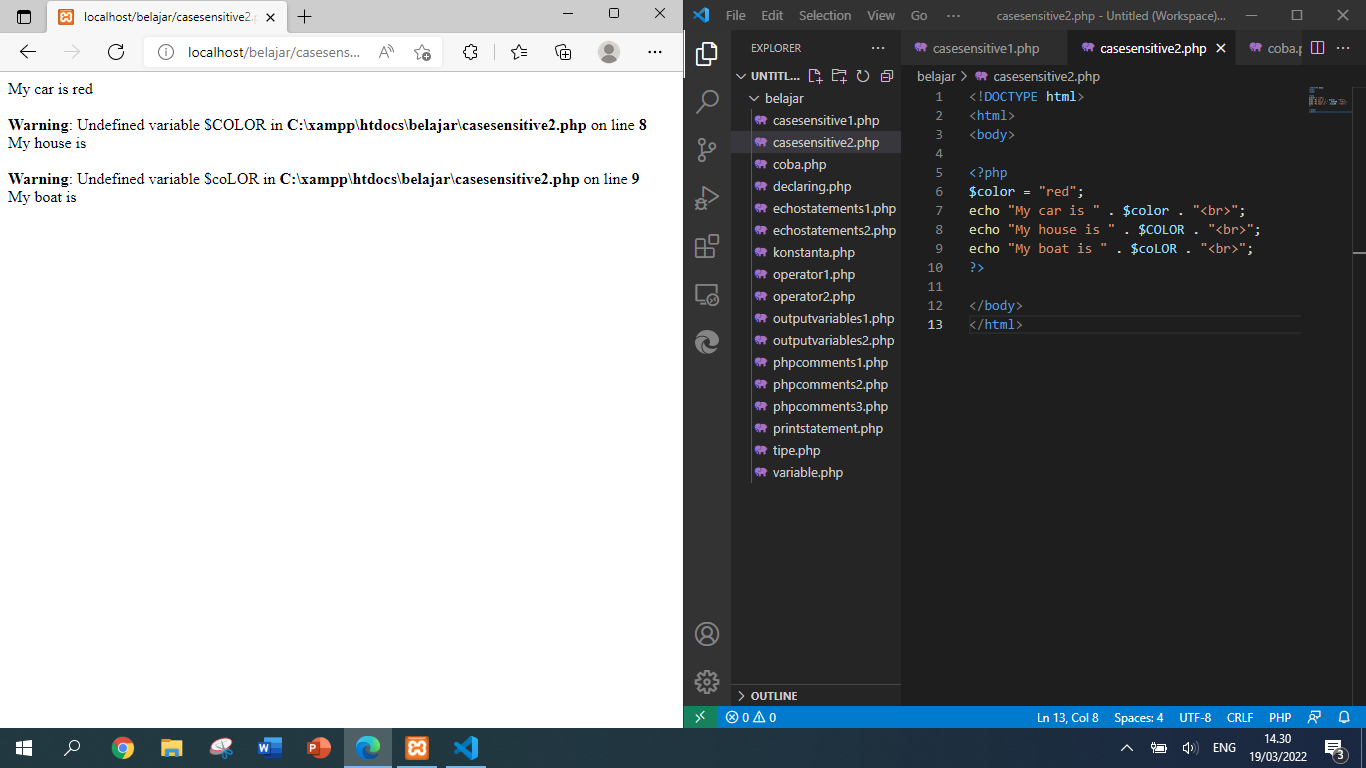 localhost/belajar/casesensitive2.
localhost/belajar/casesens...
My car is red
Warning: Undefined variable $COLOR in C:\xampp\htdocs\belajar\casesensitive2.php on line 8
My house is
Warning: Undefined variable $coLOR in C:\xampp\htdocs\belajar\casesensitive2.php on line 9
My boat is
File Edit Selection View Go ··· casesensitive2.php - Untitled (Workspace)...
EXPLORER ···
casesensitive1.php casesensitive2.php coba.p
UNTITL...
belajar > casesensitive2.php
belajar
casesensitive1.php
casesensitive2.php
coba.php
declaring.php
echostatements1.php
echostatements2.php
konstanta.php
operator1.php
operator2.php
outputvariables1.php
outputvariables2.php
phpcomments1.php
phpcomments2.php
phpcomments3.php
printstatement.php
tipe.php
variable.php
OUTLINE
1 <!DOCTYPE html>
2 <html>
3 <body>
4
5 <?php
6 $color = "red";
7 echo "My car is " . $color . "<br>";
8 echo "My house is " . $COLOR . "<br>";
9 echo "My boat is " . $coLOR . "<br>";
10 ?>
11
12 </body>
13 </html>
0 0 Ln 13, Col 8 Spaces: 4 UTF-8 CRLF PHP
ENG
14.30
19/03/2022
3